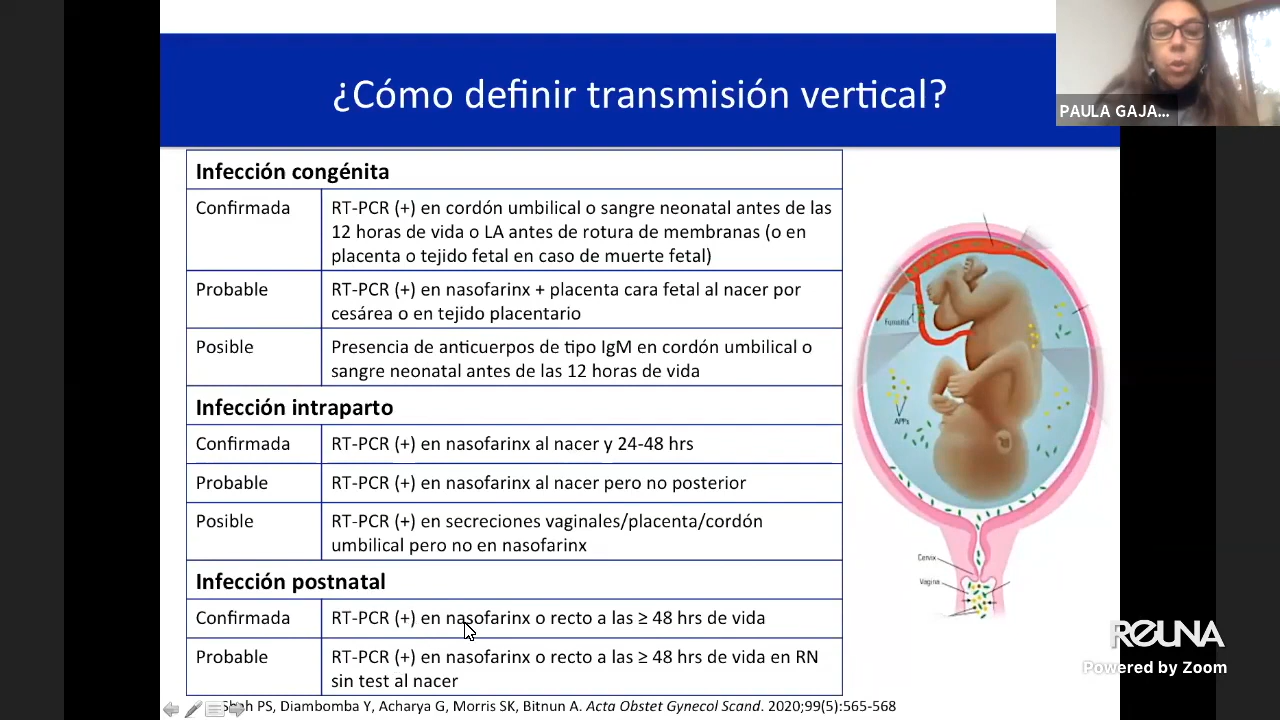 ¿Cómo definir transmisión vertical?
PAULA GAJA...
Infección congénita
Confirmada
RT-PCR (+) en cordón umbilical o sangre neonatal antes de las
12 horas de vida o LA antes de rotura de membranas (o en
placenta o tejido fetal en caso de muerte fetal)
Probable
RT-PCR (+) en nasofarinx + placenta cara fetal al nacer por
cesárea o en tejido placentario
Posible
Presencia de anticuerpos de tipo IgM en cordón umbilical o
sangre neonatal antes de las 12 horas de vida
Infección intraparto
Confirmada
RT-PCR (+) en nasofarinx al nacer y 24-48 hrs
Probable
RT-PCR (+) en nasofarinx al nacer pero no posterior
Posible
RT-PCR (+) en secreciones vaginales/placenta/cordón
umbilical pero no en nasofarinx
Infección postnatal
Confirmada
RT-PCR (+) en nasofarinx o recto a las ≥ 48 hrs de vida
Probable
RT-PCR (+) en nasofarinx o recto a las ≥ 48 hrs de vida en RN
sin test al nacer
Funisitis
APFs
Cervix
Vagina
REUNA
Powered by Zoom
PS, Diambomba Y, Acharya G, Morris SK, Bitnun A. Acta Obstet Gynecol Scand. 2020;99(5):565-568